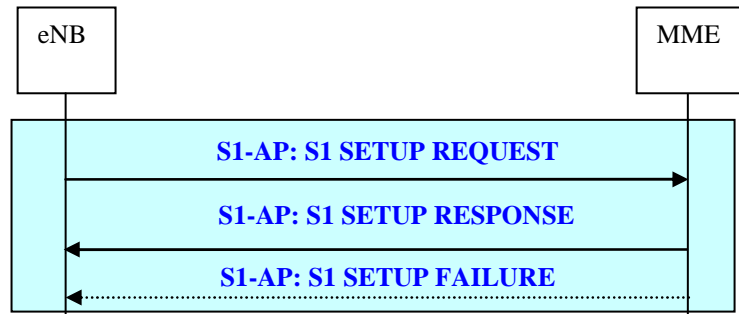 eNB
MME
S1-AP: S1 SETUP REQUEST
S1-AP: S1 SETUP RESPONSE
S1-AP: S1 SETUP FAILURE